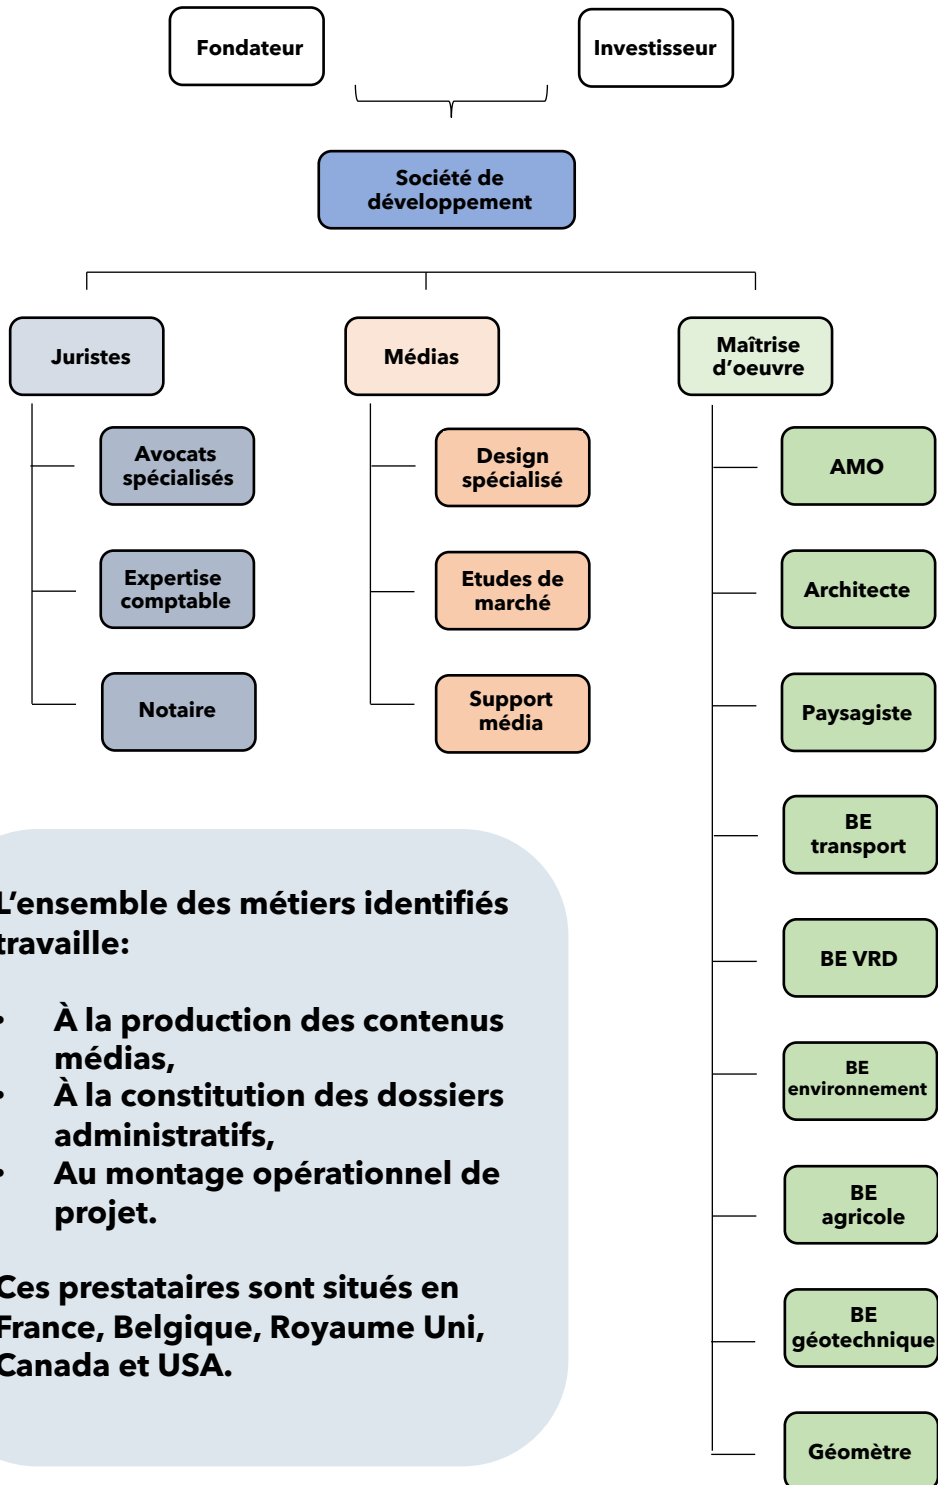 Fondateur
Investisseur
Société de
développement
Juristes
Médias
Maîtrise
d’oeuvre
Avocats
spécialisés
Expertise
comptable
Notaire
Design
spécialisé
Etudes de
marché
Support
média
AMO
Architecte
Paysagiste
BE
transport
BE VRD
BE
environnement
BE
agricole
BE
géotechnique
Géomètre
L’ensemble des métiers identifiés
travaille:
• À la production des contenus
médias,
• À la constitution des dossiers
administratifs,
• Au montage opérationnel de
projet.
Ces prestataires sont situés en
France, Belgique, Royaume Uni,
Canada et USA.